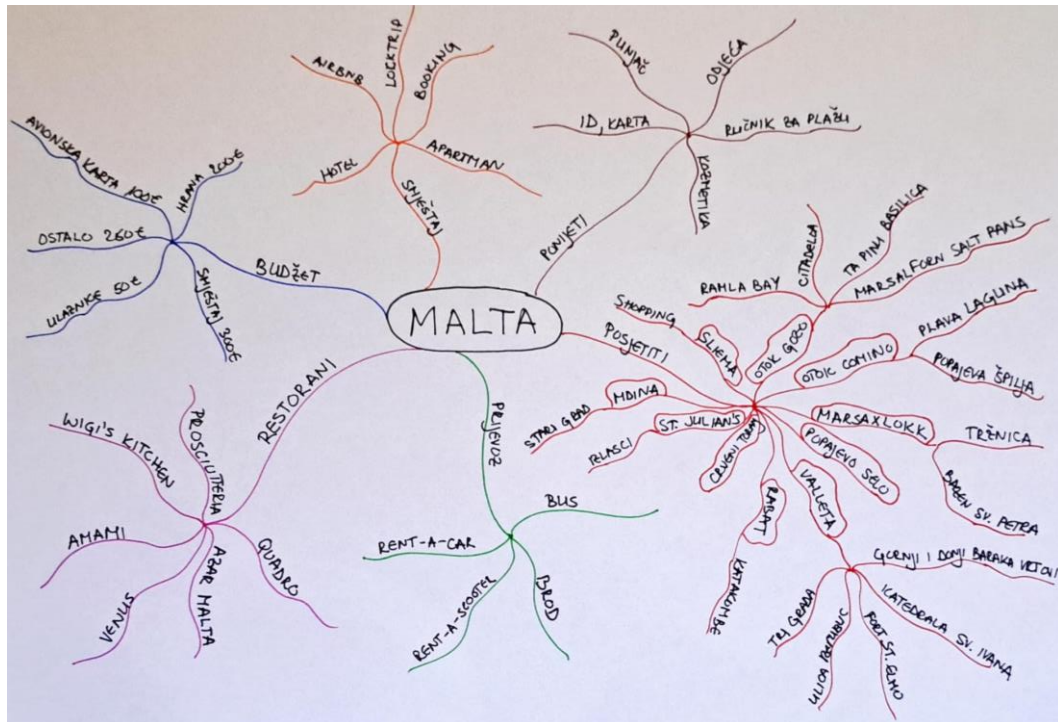 MALTA
SMJEŠTAJ
HOTEL
AIRBNB
LOCKTRIP
BOOKING
APARTMAN
PONIJETI
ID, KARTA
PUNJAČ
ODJEĆA
RUČNIK ZA PLAŽU
KOZMETIKA
BUDŽET
AVIONSKA KARTA 100€
HRANA 200€
OSTALO 250€
ULAZNICE 50€
SMJEŠTAJ 300€
POSJETITI
SHOPPING
SLIEMA
OTOK GOZO
RAMLA BAY
CITADELA
TA PINU BASILICA
MARSALFORN SALT PANS
OTOK COMINO
PLAVA LAGUNA
POPAJEVA ŠPILJA
MARSAXLOKK
TRŽNICA
BAZEN SV. PETRA
POPAJEVO SELO
VALLETA
GORNJI I DONJI BARAKA VRTOVI
KATEDRALA SV. IVANA
FORT ST. ELMO
ULICA REPUBLIC
TRG GRADA
RABAT
KATAKOMBE
CRVENI TORANJ
ST. JULIAN'S
IZLASCI
MDINA
STARI GRAD
PRIJEVOZ
BUS
RENT-A-CAR
RENT-A-SCOOTER
BROD
RESTORANI
WIGI'S KITCHEN
PROSCIUTTERIA
AMAMI
VENUS
AZAR MALTA
QUADRO